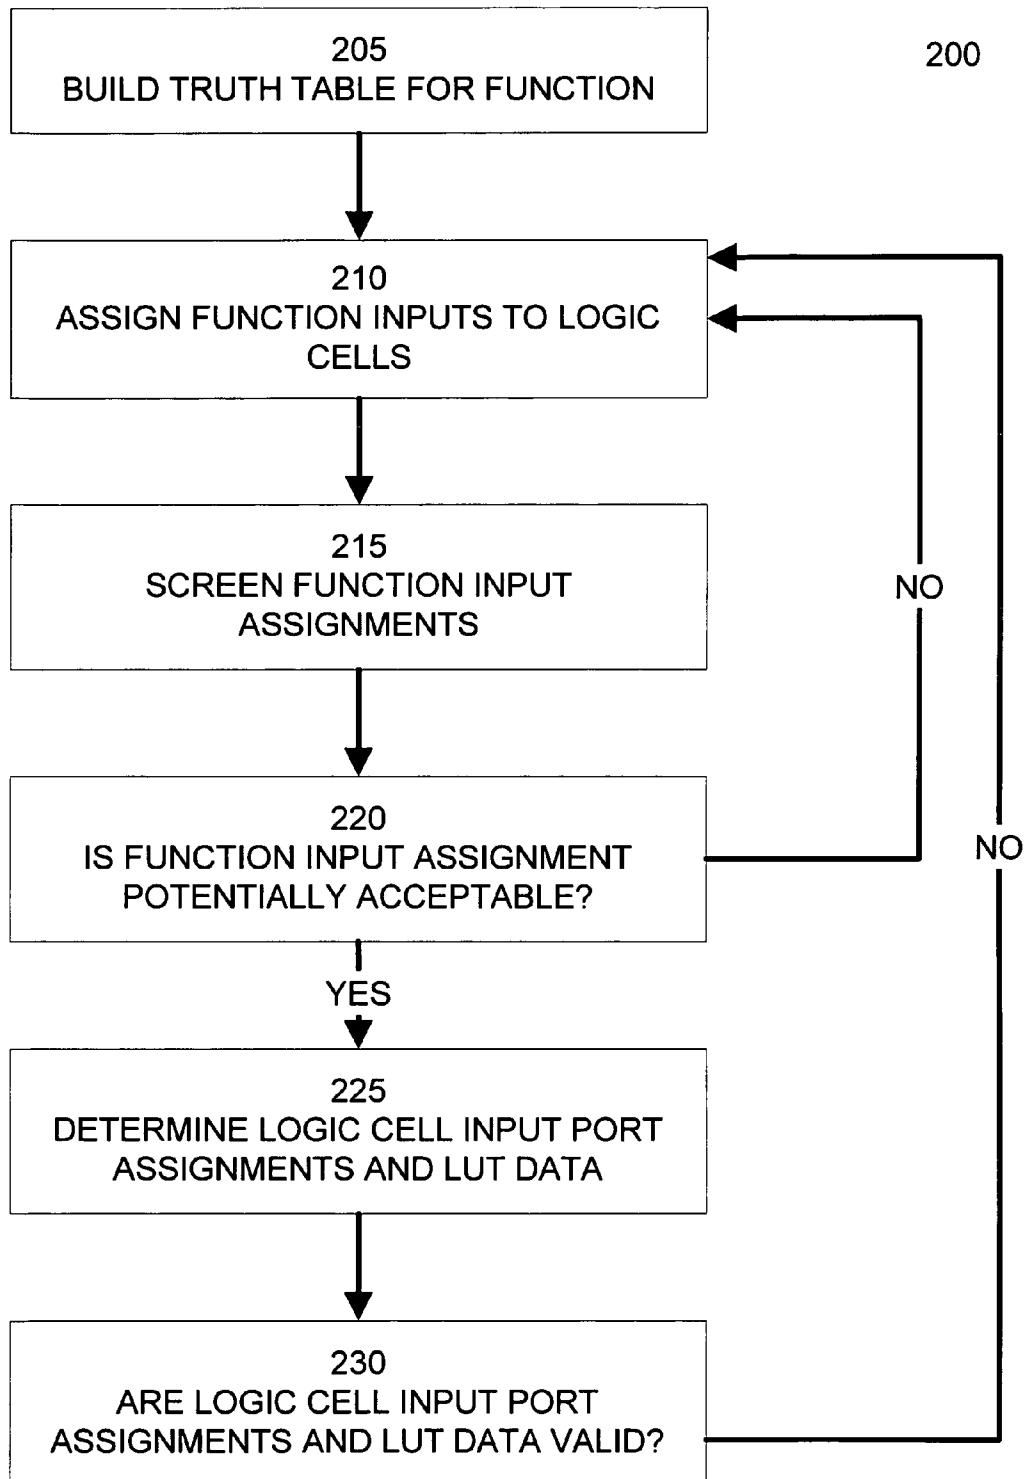 200
205
BUILD TRUTH TABLE FOR FUNCTION
210
ASSIGN FUNCTION INPUTS TO LOGIC
CELLS
215
SCREEN FUNCTION INPUT
ASSIGNMENTS
NO
220
IS FUNCTION INPUT ASSIGNMENT
POTENTIALLY ACCEPTABLE?
NO
YES
225
DETERMINE LOGIC CELL INPUT PORT
ASSIGNMENTS AND LUT DATA
230
ARE LOGIC CELL INPUT PORT
ASSIGNMENTS AND LUT DATA VALID?